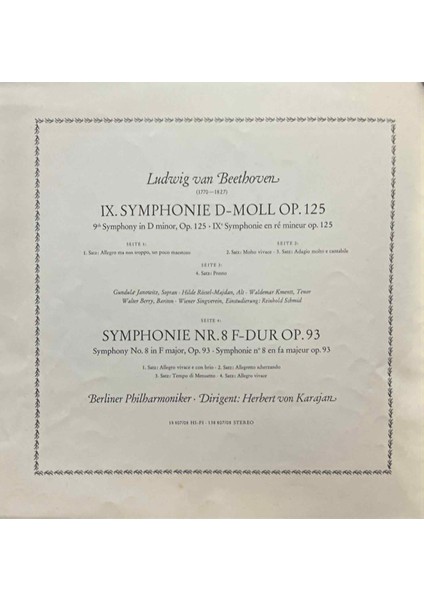 Ludwig van Beethoven
(1770–1827)
IX. SYMPHONIE D-MOLL OP. 125
9th Symphony in D minor, Op. 125 · IXe Symphonie en ré mineur op. 125
SEITE 1:
1. Satz: Allegro ma non troppo, un poco maestoso
SEITE 2:
2. Satz: Molto vivace · 3. Satz: Adagio molto e cantabile
SEITE 3:
4. Satz: Presto
Gundula Janowitz, Sopran · Hilde Rössel-Majdan, Alt · Waldemar Kmentt, Tenor
Walter Berry, Bariton · Wiener Singverein, Einstudierung: Reinhold Schmid
SEITE 4:
SYMPHONIE NR. 8 F-DUR OP. 93
Symphony No. 8 in F major, Op. 93 · Symphonie n° 8 en fa majeur op. 93
1. Satz: Allegro vivace e con brio · 2. Satz: Allegretto scherzando
3. Satz: Tempo di Menuetto · 4. Satz: Allegro vivace
Berliner Philharmoniker · Dirigent: Herbert von Karajan
HI-FI · STEREO